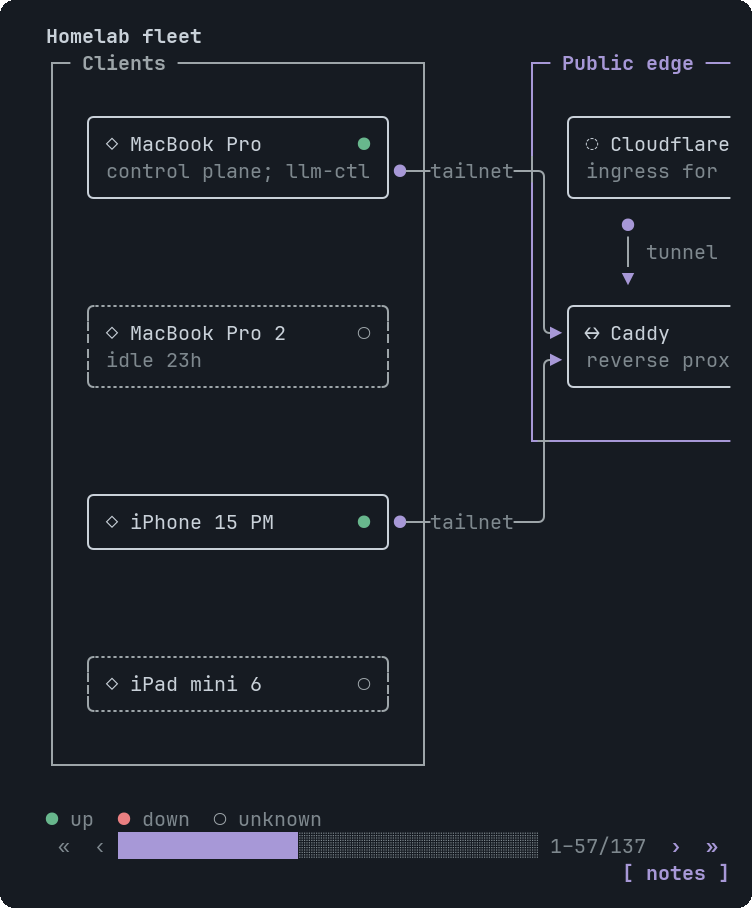 Homelab fleet
Clients
Public edge
◇ MacBook Pro
control plane; llm-ctl
tailnet
Cloudflare
ingress for
tunnel
◇ MacBook Pro 2
idle 23h
Caddy
reverse prox
◇ iPhone 15 PM
tailnet
◇ iPad mini 6
● up ● down ○ unknown
« ‹ 1–57/137 › »
[ notes ]